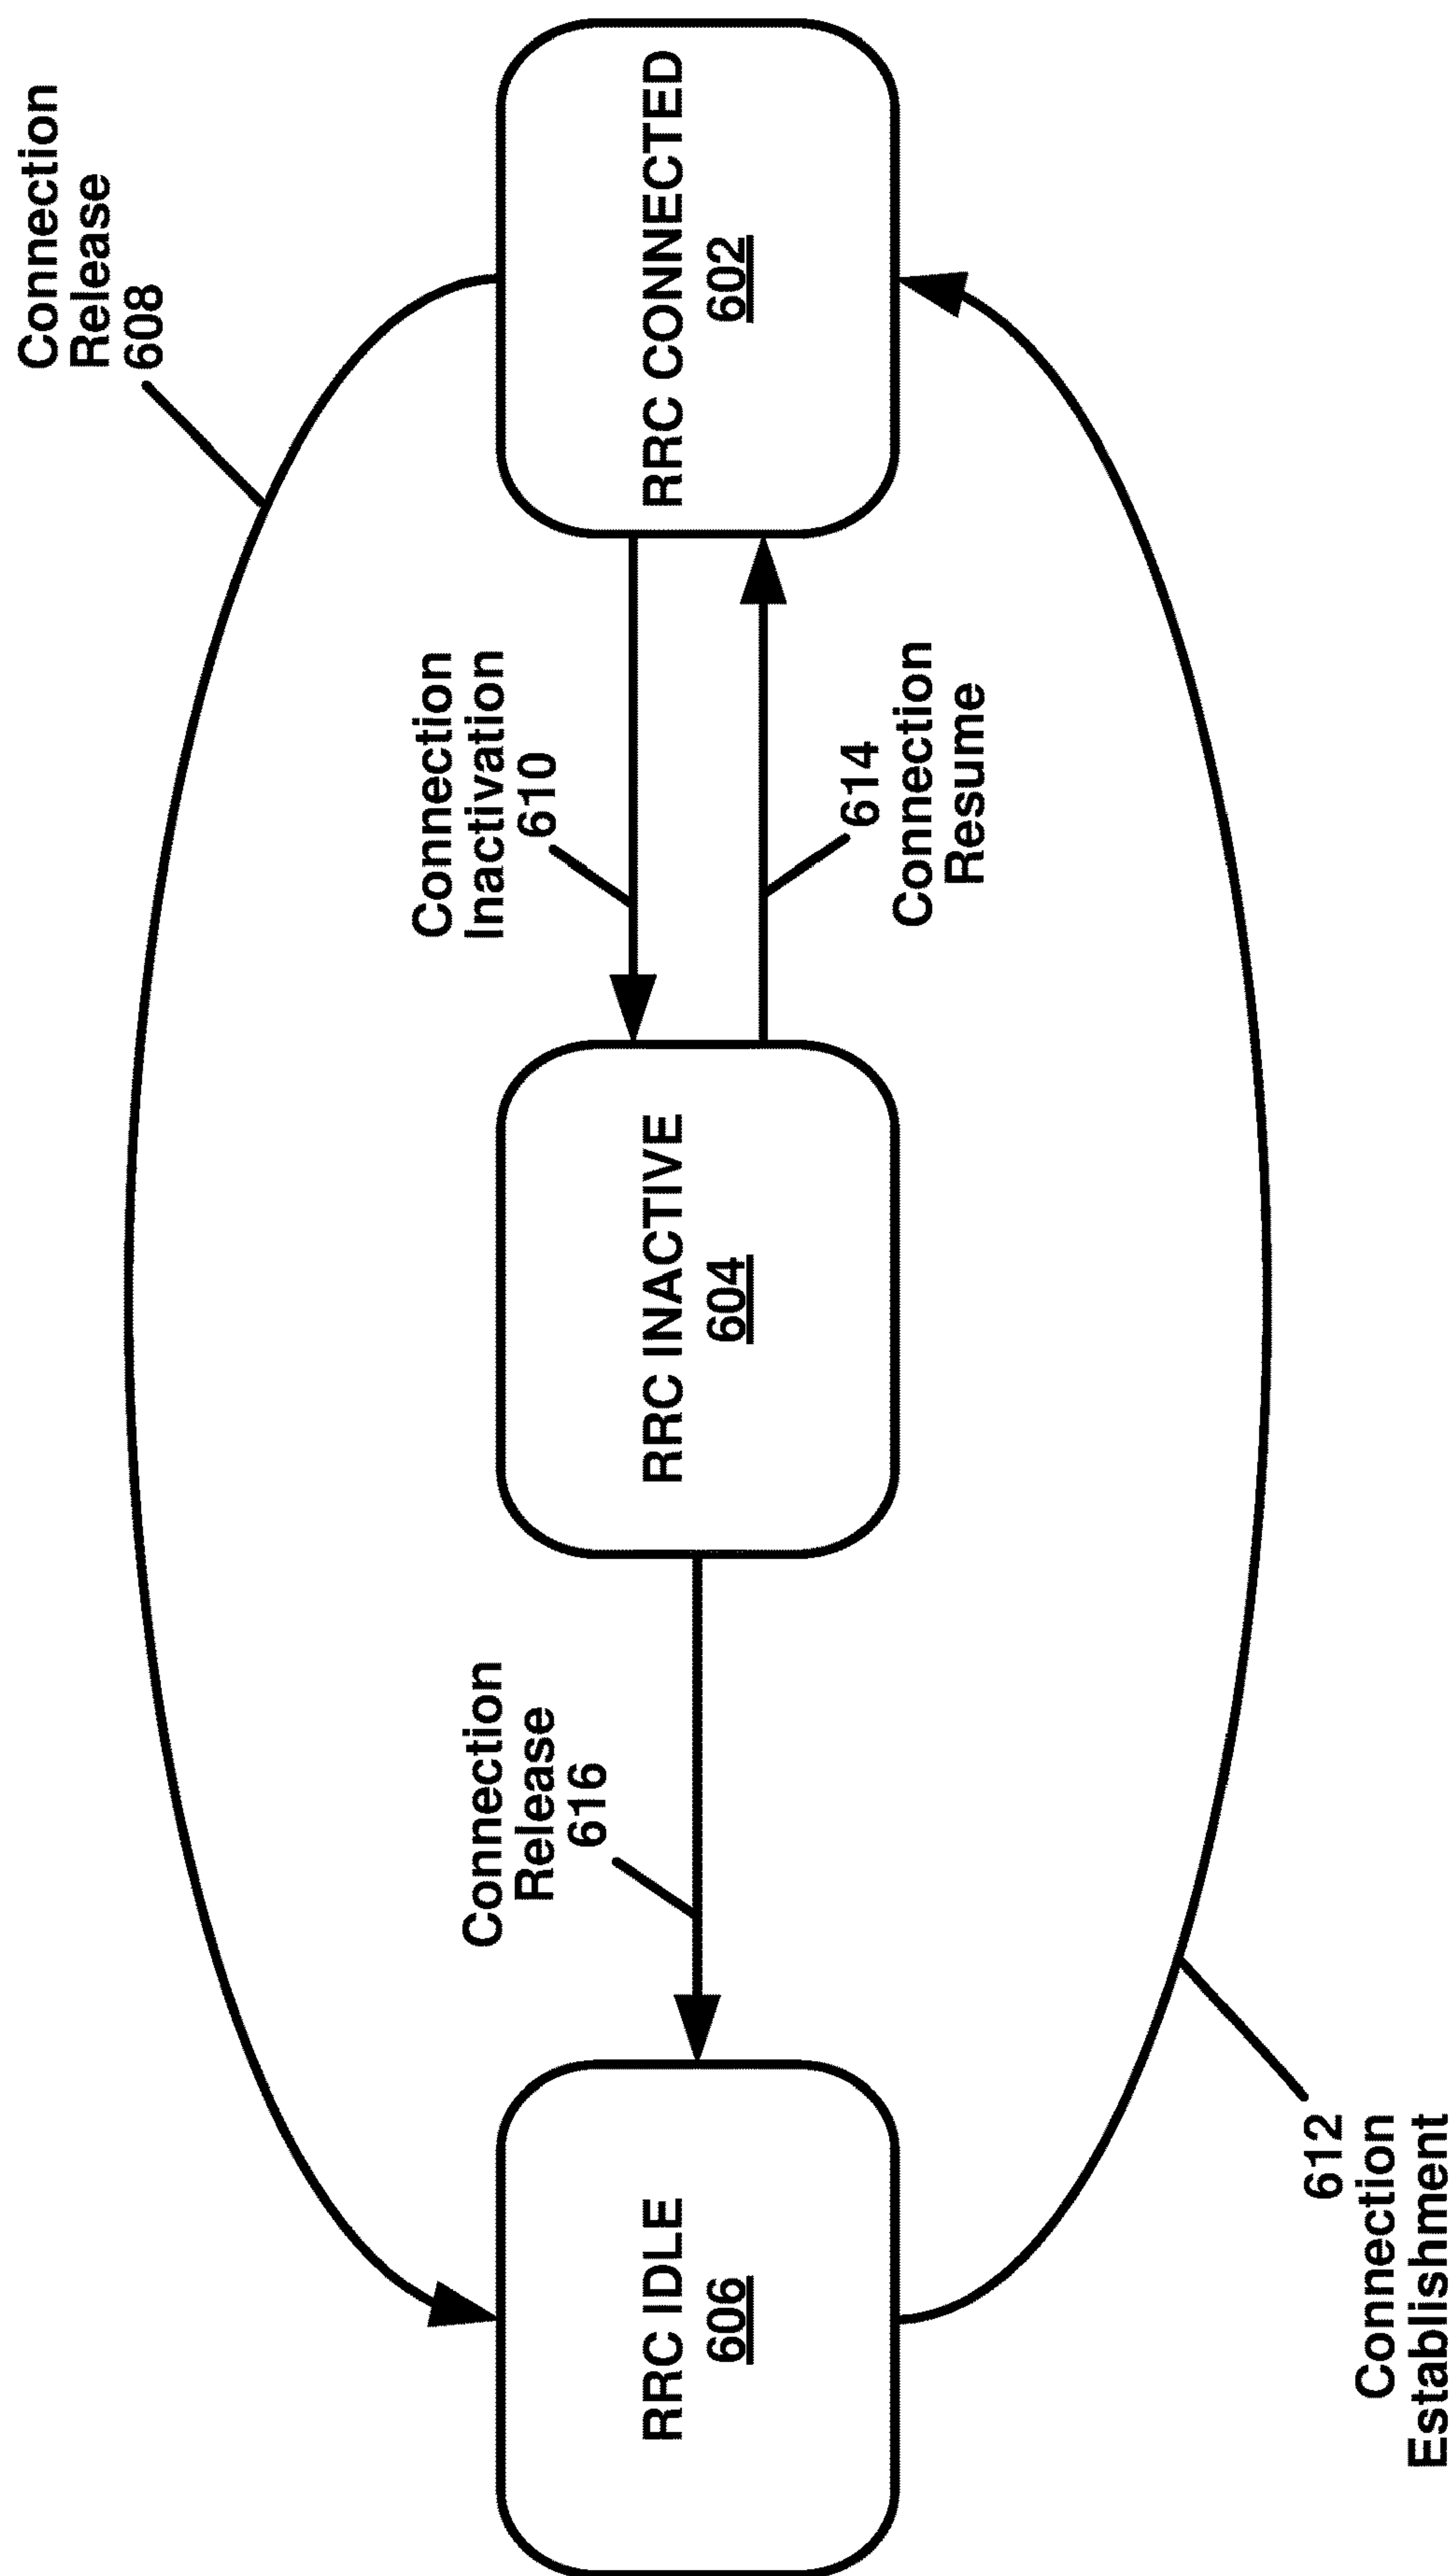 Connection
Release
608
RRC IDLE
606
Connection
Release
616
RRC INACTIVE
604
Connection
Inactivation
610
614
Connection
Resume
RRC CONNECTED
602
612
Connection
Establishment